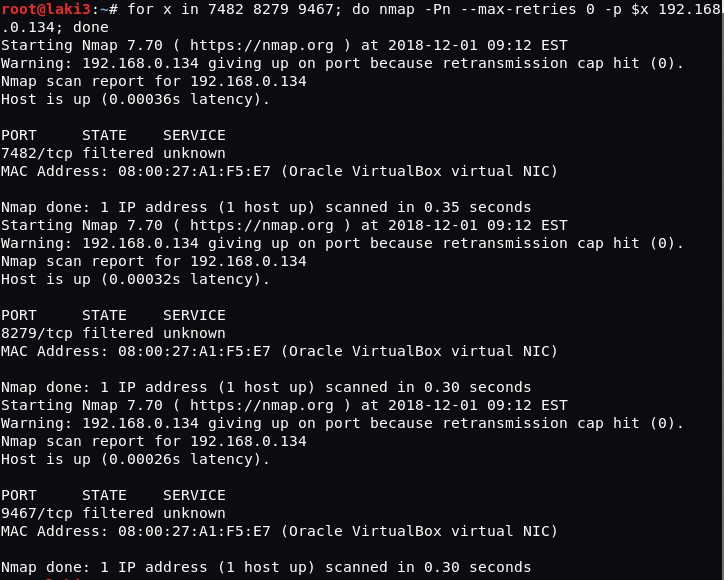 root@laki3:~# for x in 7482 8279 9467; do nmap -Pn --max-retries 0 -p $x 192.168
.0.134; done
Starting Nmap 7.70 ( https://nmap.org ) at 2018-12-01 09:12 EST
Warning: 192.168.0.134 giving up on port because retransmission cap hit (0).
Nmap scan report for 192.168.0.134
Host is up (0.00036s latency).

PORT     STATE    SERVICE
7482/tcp filtered unknown
MAC Address: 08:00:27:A1:F5:E7 (Oracle VirtualBox virtual NIC)

Nmap done: 1 IP address (1 host up) scanned in 0.35 seconds
Starting Nmap 7.70 ( https://nmap.org ) at 2018-12-01 09:12 EST
Warning: 192.168.0.134 giving up on port because retransmission cap hit (0).
Nmap scan report for 192.168.0.134
Host is up (0.00032s latency).

PORT     STATE    SERVICE
8279/tcp filtered unknown
MAC Address: 08:00:27:A1:F5:E7 (Oracle VirtualBox virtual NIC)

Nmap done: 1 IP address (1 host up) scanned in 0.30 seconds
Starting Nmap 7.70 ( https://nmap.org ) at 2018-12-01 09:12 EST
Warning: 192.168.0.134 giving up on port because retransmission cap hit (0).
Nmap scan report for 192.168.0.134
Host is up (0.00026s latency).

PORT     STATE    SERVICE
9467/tcp filtered unknown
MAC Address: 08:00:27:A1:F5:E7 (Oracle VirtualBox virtual NIC)

Nmap done: 1 IP address (1 host up) scanned in 0.30 seconds